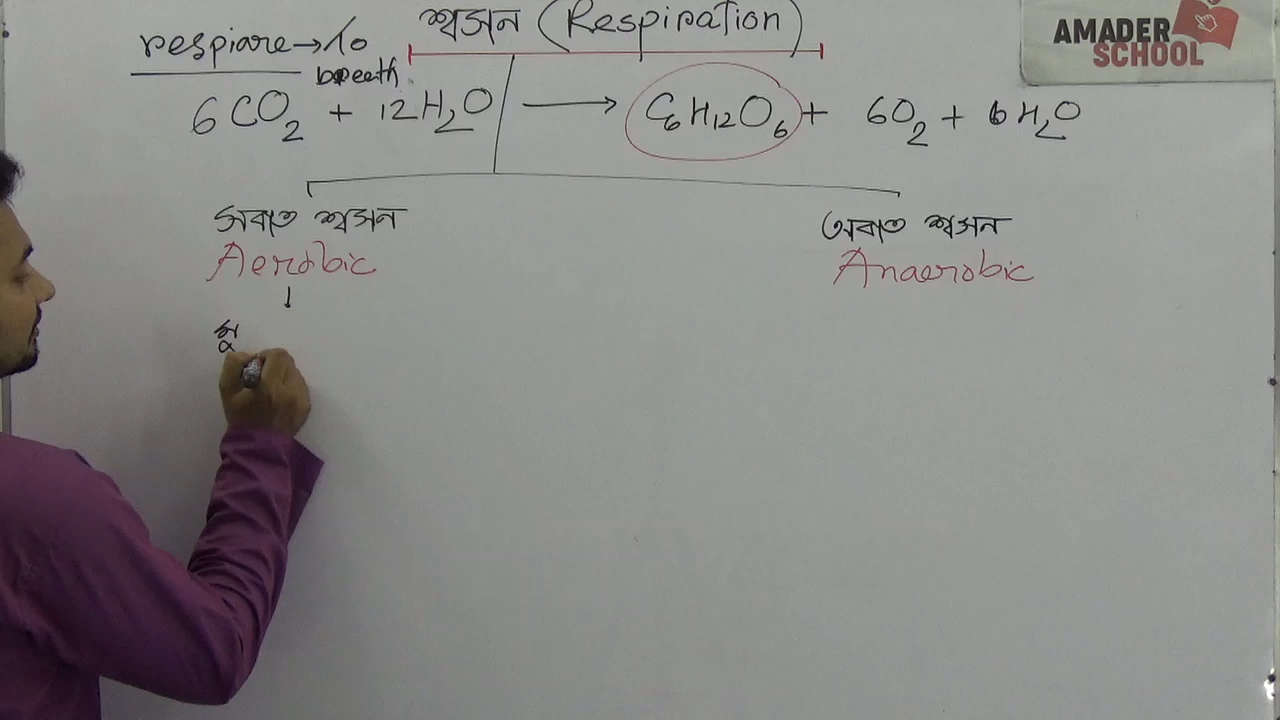 শ্বসন (Respiration)
respiare → To
breath
6CO₂ + 12H₂O → C₆H₁₂O₆ + 6O₂ + 6H₂O
সবাত শ্বসন
Aerobic
অবাত শ্বসন
Anaerobic
AMADER
SCHOOL